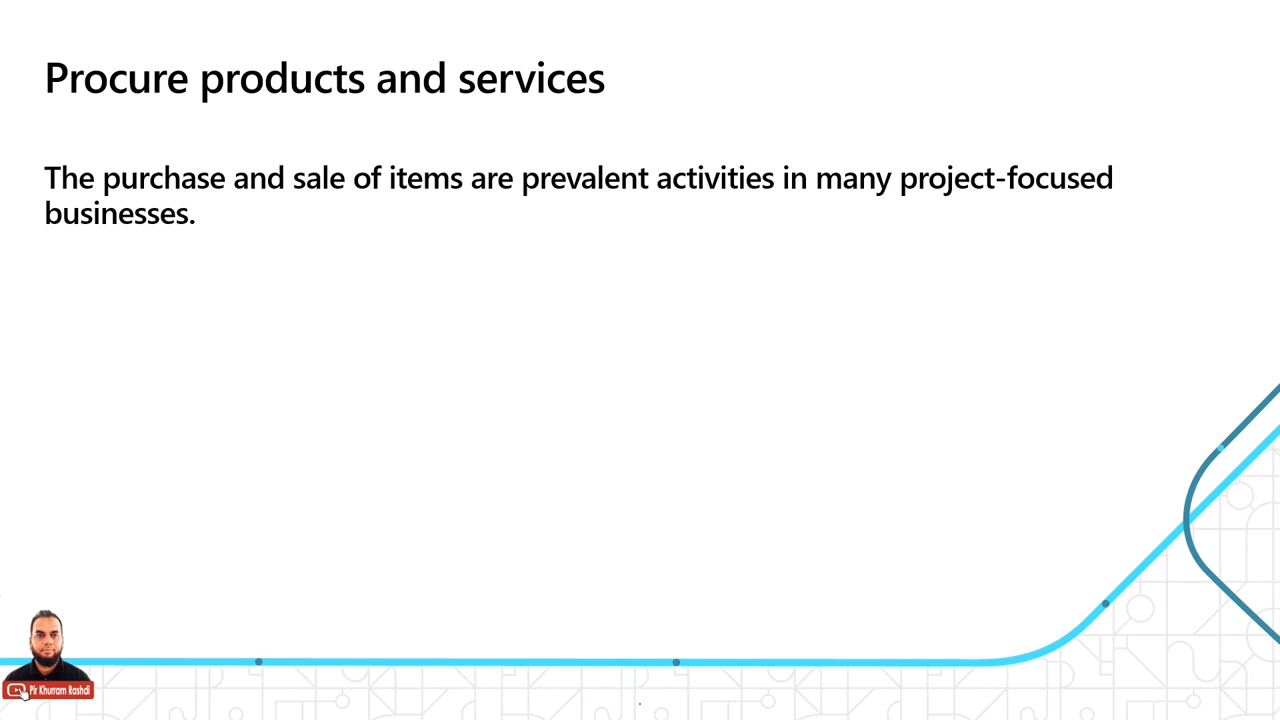 Procure products and services
The purchase and sale of items are prevalent activities in many project-focused
businesses.
Pir Khurram Rashdi